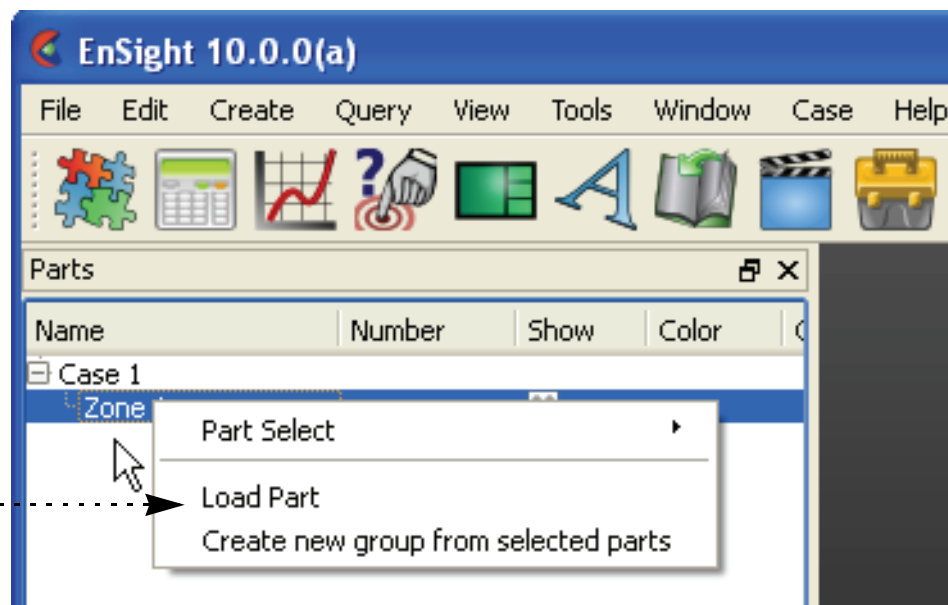 EnSight 10.0.0(a)
File Edit Create Query View Tools Window Case Help
Parts
Name Number Show Color
Case 1
Zone
Part Select
Load Part
Create new group from selected parts